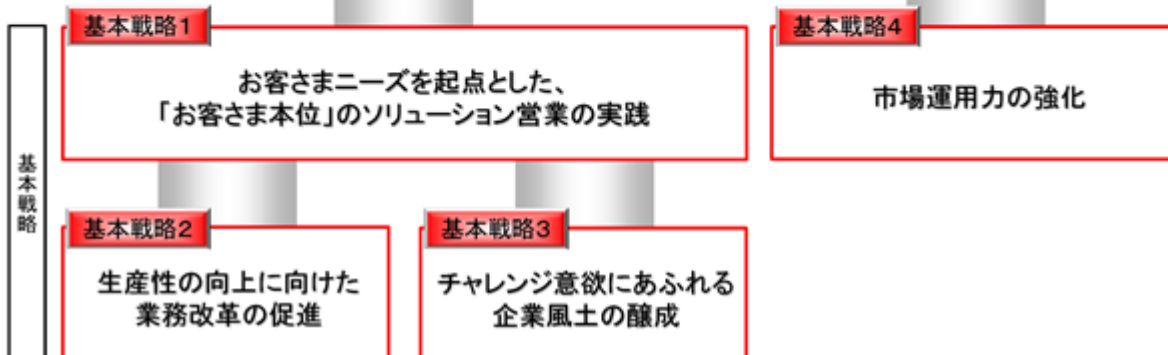 基本戦略
基本戦略1
お客さまニーズを起点とした、
「お客さま本位」のソリューション営業の実践
基本戦略4
市場運用力の強化
基本戦略2
生産性の向上に向けた
業務改革の促進
基本戦略3
チャレンジ意欲にあふれる
企業風土の醸成